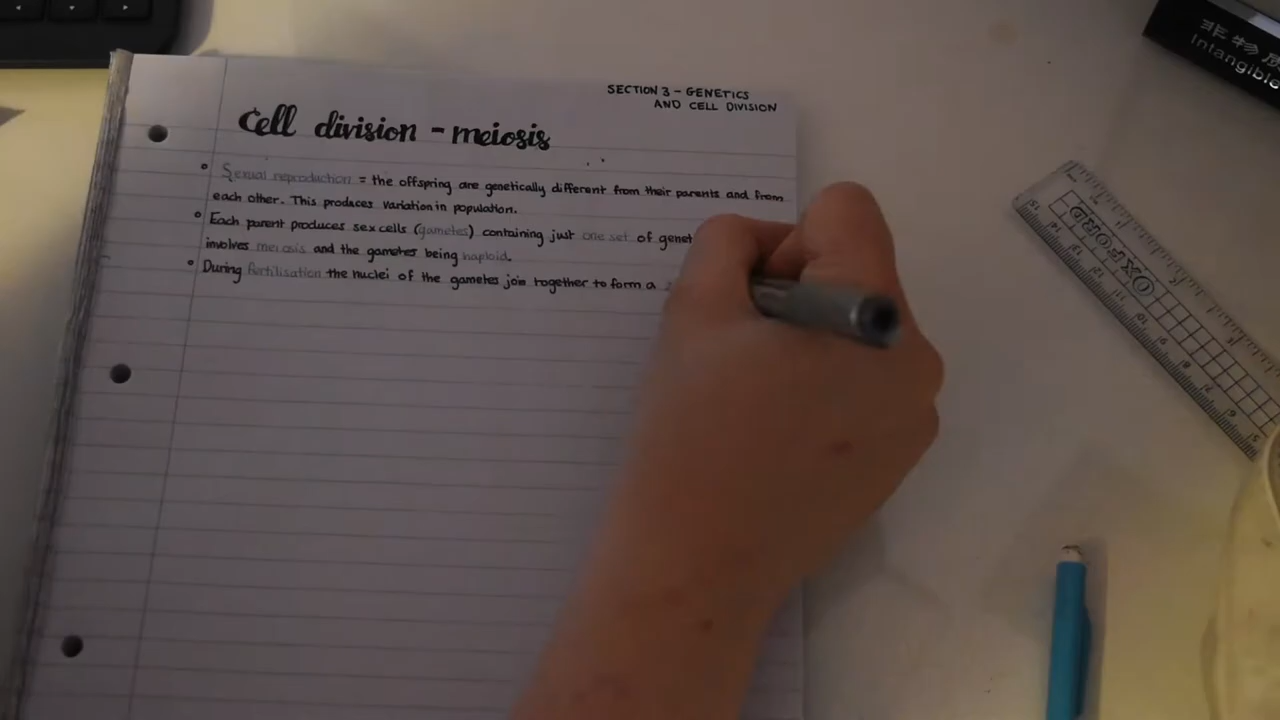 SECTION 3 - GENETICS
AND CELL DIVISION
Cell division - meiosis
Sexual reproduction = the offspring are genetically different from their parents and from
each other. This produces variation in population.
Each parent produces sex cells (gametes) containing just one set of genet
involves meiosis and the gametes being haploid.
During fertilisation the nuclei of the gametes join together to form a
非物质
Intangible
OXFORD